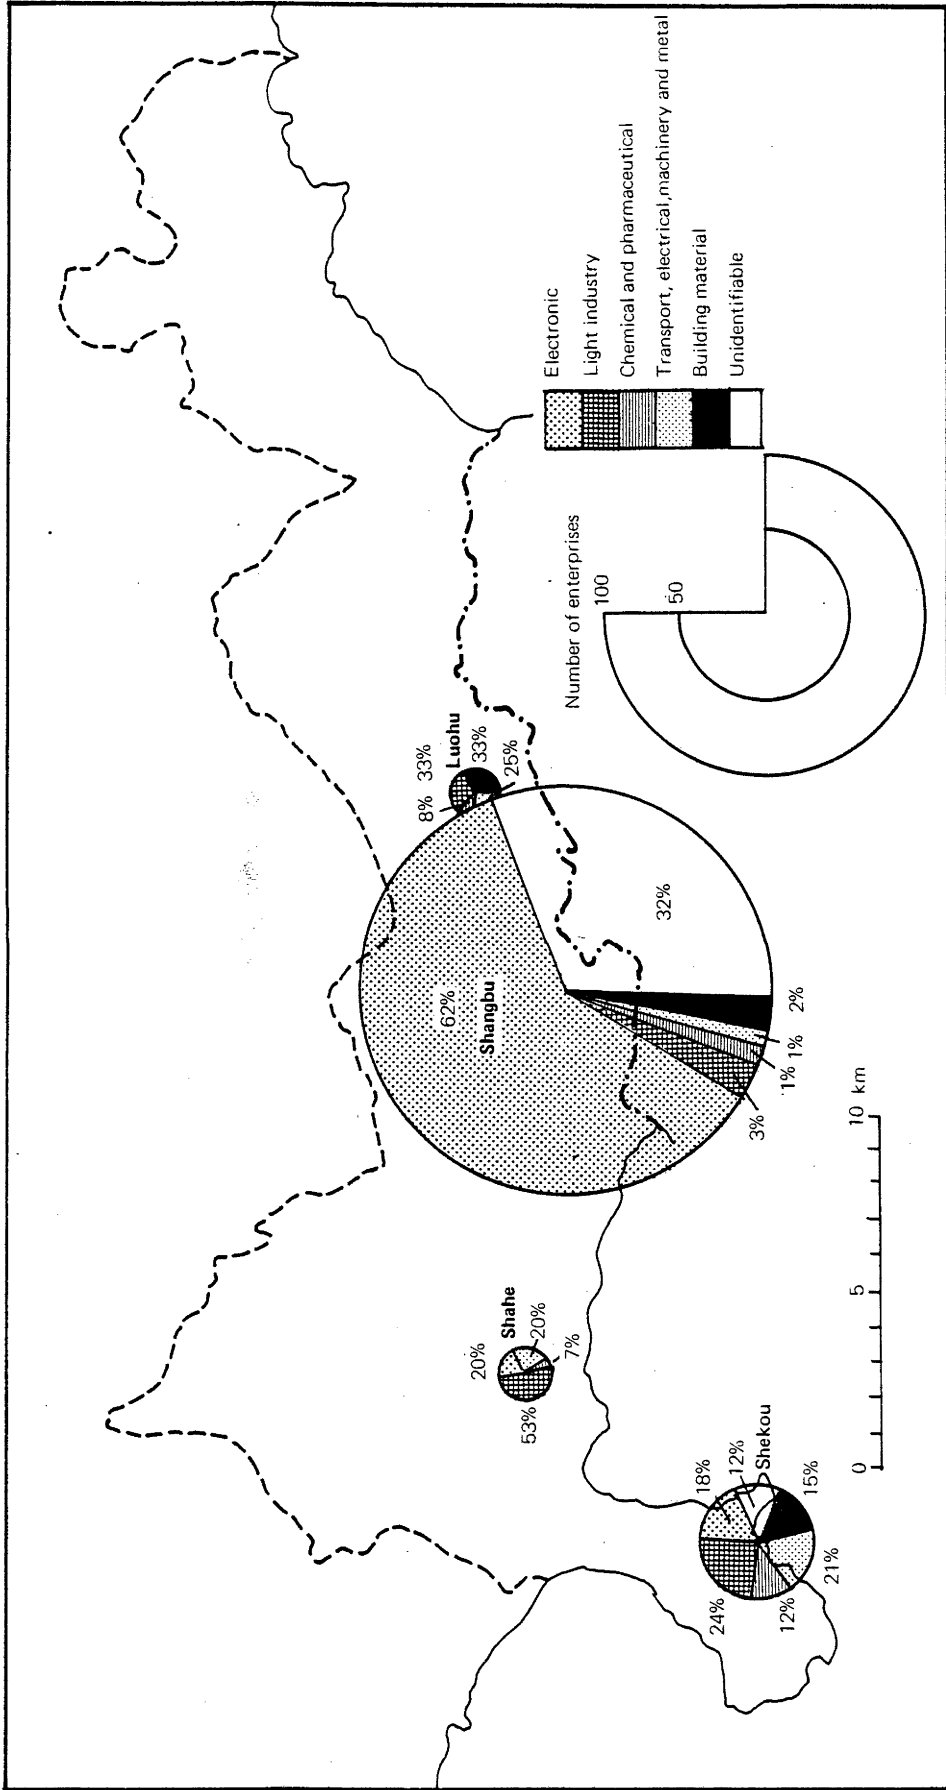 Electronic
Light industry
Chemical and pharmaceutical
Transport, electrical,machinery and metal
Building material
Unidentifiable
Number of enterprises
100
50
Luohu
33%
33%
8%
25%
Shangbu
62%
32%
2%
1%
1%
3%
Shahe
20%
20%
7%
53%
Shekou
18%
12%
15%
21%
12%
24%
0
5
10 km